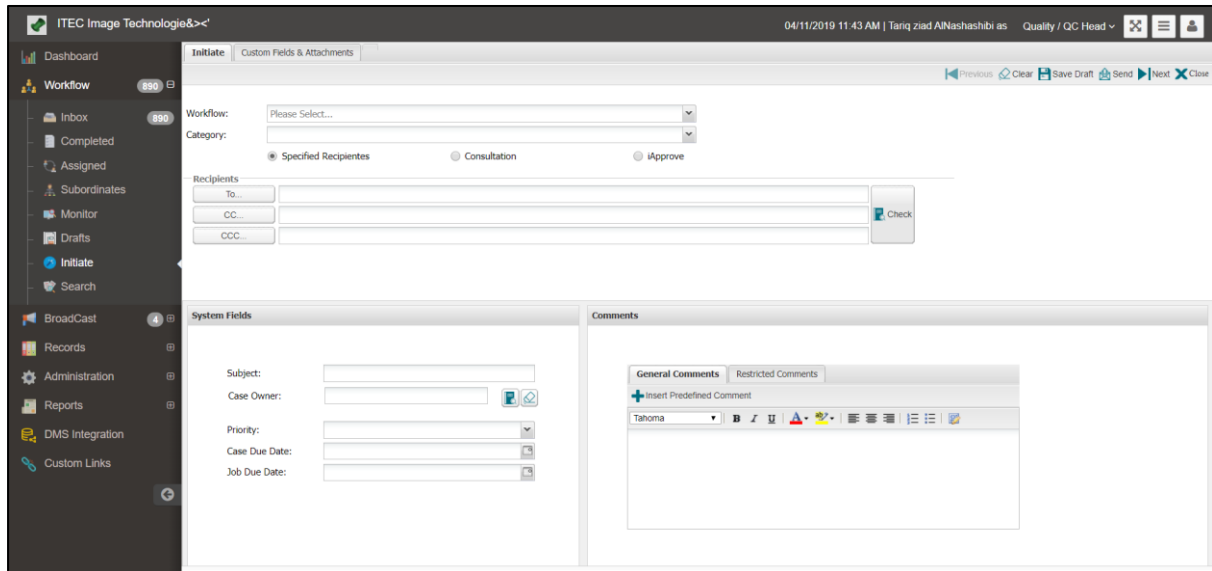 ITEC Image Technologie&><'
04/11/2019 11:43 AM | Tariq ziad AlNashashibi as Quality / QC Head
Dashboard
Workflow 890
Inbox 890
Completed
Assigned
Subordinates
Monitor
Drafts
Initiate
Search
BroadCast 4
Records
Administration
Reports
DMS Integration
Custom Links
Initiate Custom Fields & Attachments
Previous Clear Save Draft Send Next Close
Workflow: Please Select...
Category:
Specified Recipientes Consultation iApprove
Recipients
To...
CC...
CCC...
Check
System Fields
Subject:
Case Owner:
Priority:
Case Due Date:
Job Due Date:
Comments
General Comments Restricted Comments
Insert Predefined Comment
Tahoma B I U A ab